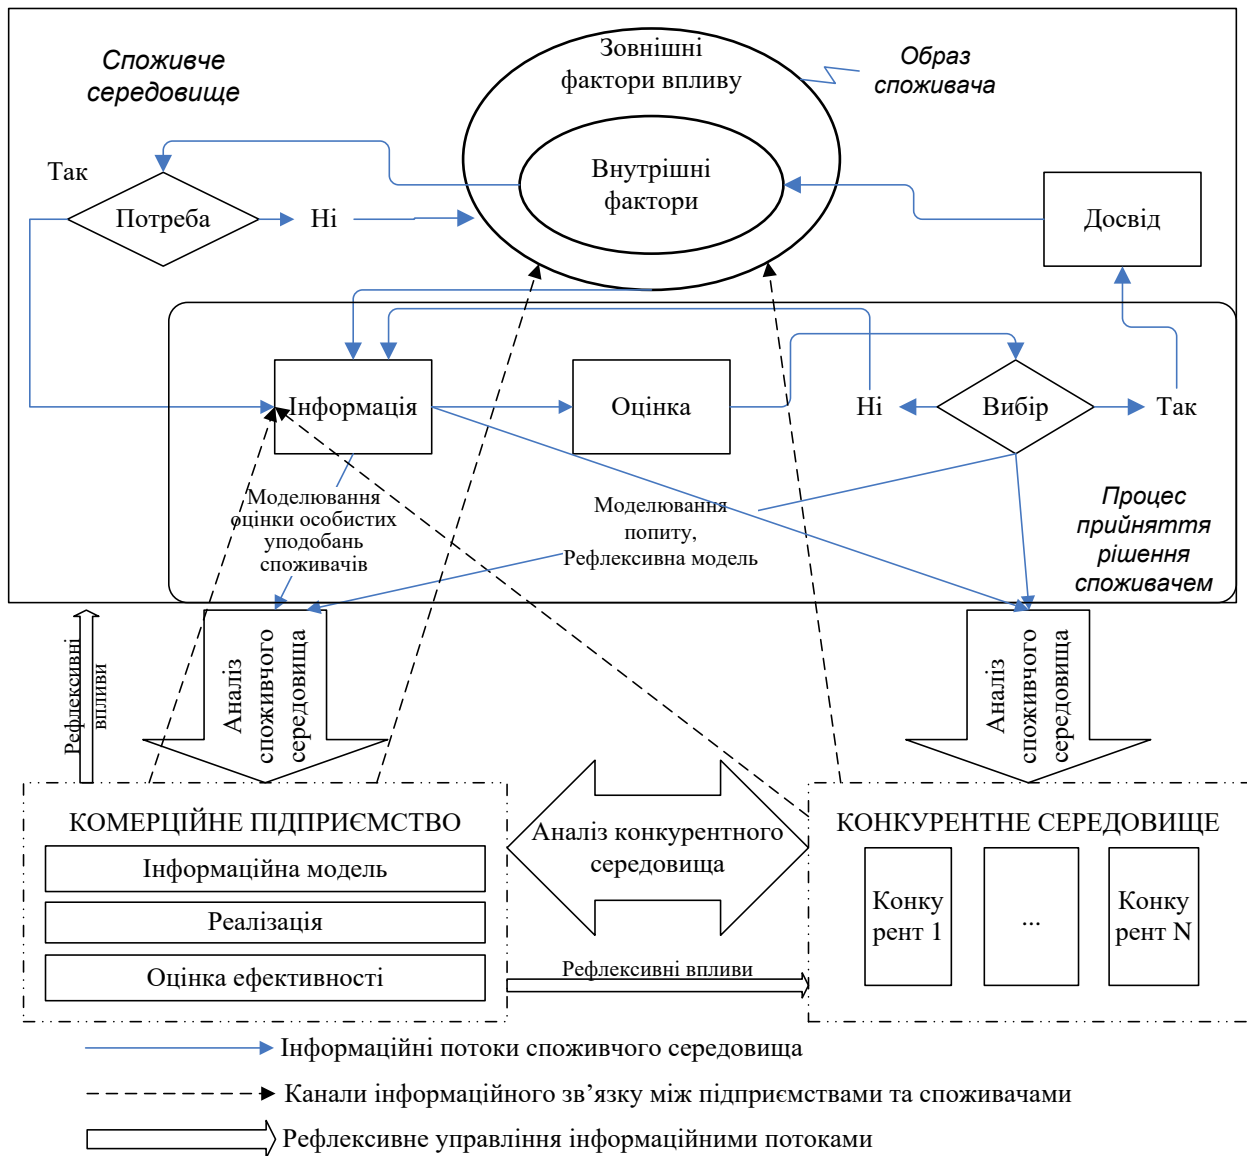 Споживче
середовище
Зовнішні
фактори впливу
Образ
споживача
Внутрішні
фактори
Так
Потреба
Ні
Досвід
Інформація
Оцінка
Ні
Вибір
Так
Моделювання
оцінки особистих
уподобань
споживачів
Моделювання
попиту,
Рефлексивна модель
Процес
прийняття
рішення
споживачем
Рефлексивні
впливи
Аналіз
споживчого
середовища
Аналіз
споживчого
середовища
КОМЕРЦІЙНЕ ПІДПРИЄМСТВО
Інформаційна модель
Реалізація
Оцінка ефективності
Аналіз конкурентного
середовища
Рефлексивні впливи
КОНКУРЕНТНЕ СЕРЕДОВИЩЕ
Конку
рент 1
...
Конку
рент N
Інформаційні потоки споживчого середовища
Канали інформаційного зв’язку між підприємствами та споживачами
Рефлексивне управління інформаційними потоками